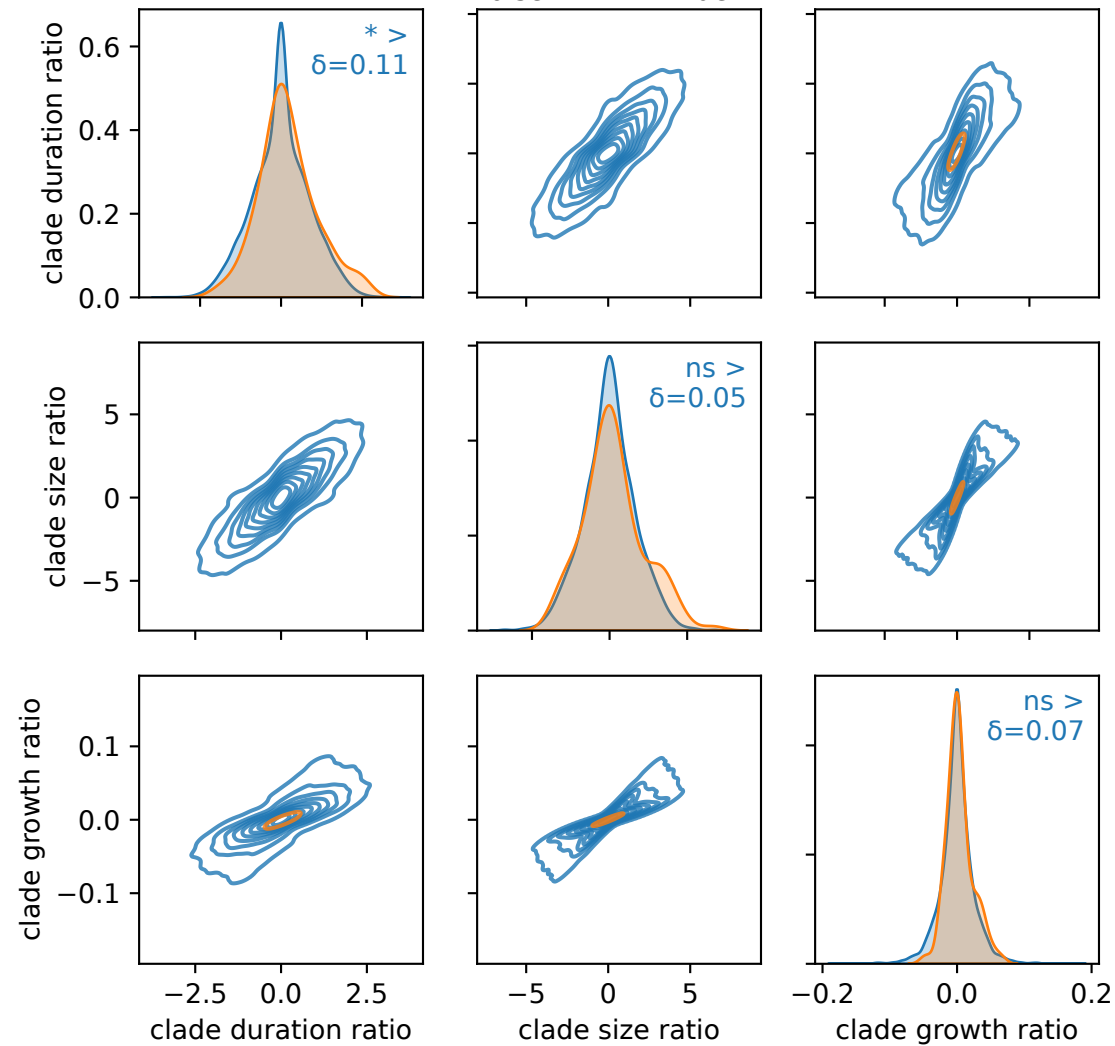 clade duration ratio
0.6
0.4
0.2
0.0
* >
δ=0.11
clade size ratio
5
0
−5
ns >
δ=0.05
clade growth ratio
0.1
0.0
−0.1
ns >
δ=0.07
−2.5 0.0 2.5
−5 0 5
−0.2 0.0 0.2
clade duration ratio
clade size ratio
clade growth ratio